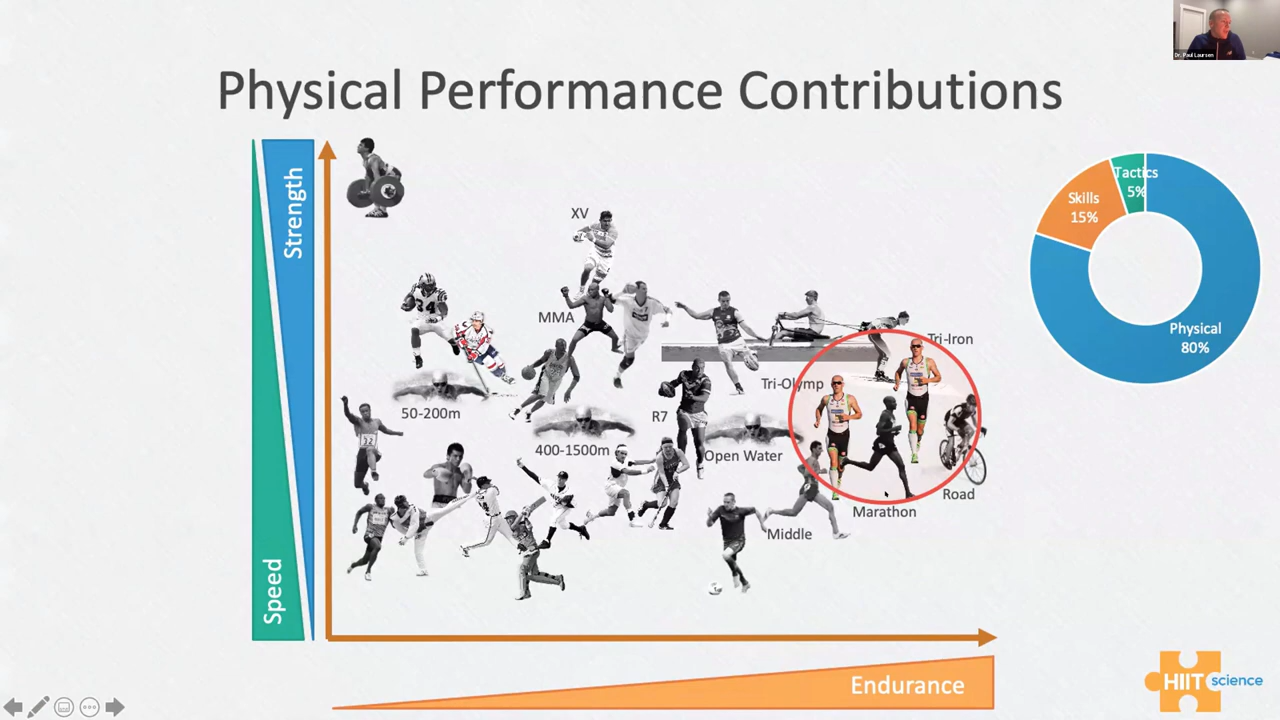 Dr. Paul Laursen
Physical Performance Contributions
Strength
Speed
XV
MMA
50-200m
400-1500m
R7
Open Water
Tri-Olymp
Tri-Iron
Road
Marathon
Middle
Endurance
Tactics
5%
Skills
15%
Physical
80%
HIIT science